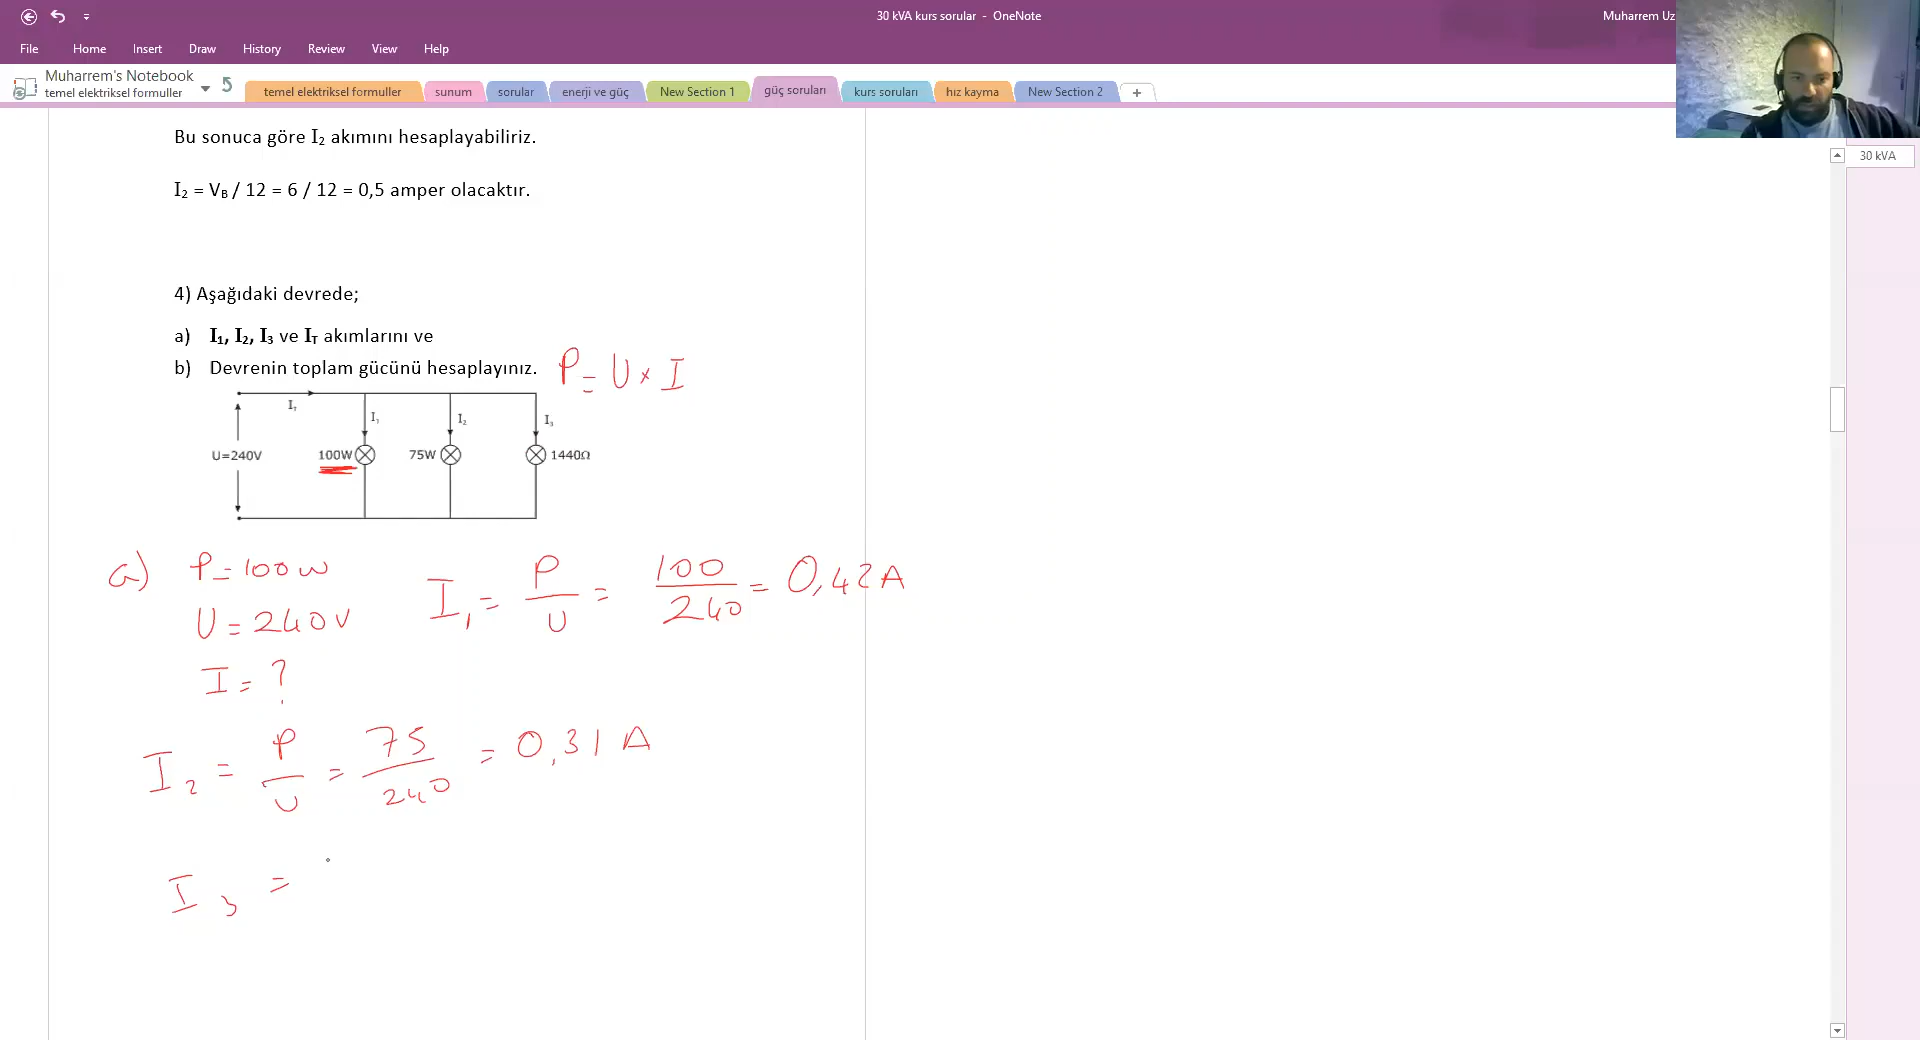 30 kVA kurs sorular - OneNote
Muharrem Uz
File Home Insert Draw History Review View Help
Muharrem's Notebook
temel elektriksel formuller
temel elektriksel formuller sunum sorular enerji ve güç New Section 1 güç soruları kurs soruları hız kayma New Section 2 +
30 kVA
Bu sonuca göre I₂ akımını hesaplayabiliriz.
I₂ = V_B / 12 = 6 / 12 = 0,5 amper olacaktır.
4) Aşağıdaki devrede;
a) I₁, I₂, I₃ ve I_T akımlarını ve
b) Devrenin toplam gücünü hesaplayınız.
P = U × I
I_T I₁ I₂ I₃
U=240V 100W 75W 1440Ω
a) P = 100 W
U = 240 V
I = ?
I₁ = P/U = 100/240 = 0,42 A
I₂ = P/U = 75/240 = 0,31 A
I₃ =